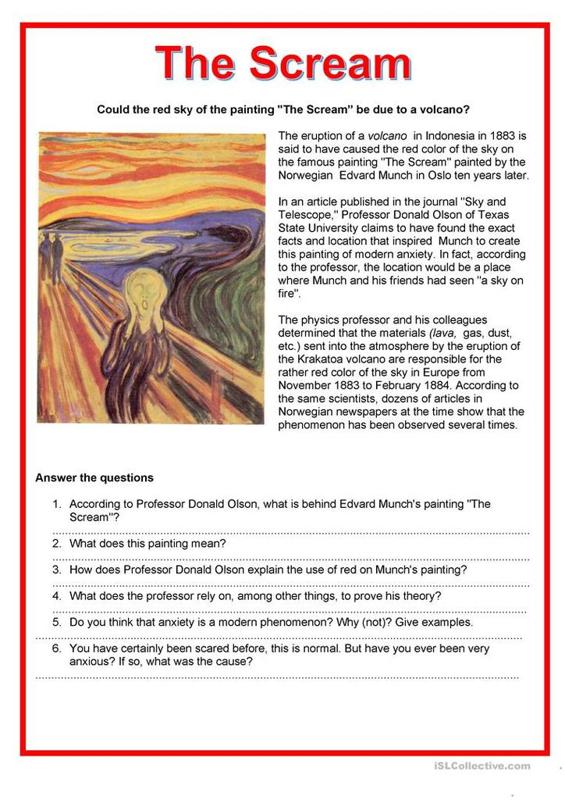 The Scream
Could the red sky of the painting "The Scream" be due to a volcano?
The eruption of a volcano in Indonesia in 1883 is
said to have caused the red color of the sky on
the famous painting "The Scream" painted by the
Norwegian Edvard Munch in Oslo ten years later.
In an article published in the journal "Sky and
Telescope," Professor Donald Olson of Texas
State University claims to have found the exact
facts and location that inspired Munch to create
this painting of modern anxiety. In fact, according
to the professor, the location would be a place
where Munch and his friends had seen "a sky on
fire".
The physics professor and his colleagues
determined that the materials (lava, gas, dust,
etc.) sent into the atmosphere by the eruption of
the Krakatoa volcano are responsible for the
rather red color of the sky in Europe from
November 1883 to February 1884. According to
the same scientists, dozens of articles in
Norwegian newspapers at the time show that the
phenomenon has been observed several times.
Answer the questions
1. According to Professor Donald Olson, what is behind Edvard Munch's painting "The
Scream"?
2. What does this painting mean?
3. How does Professor Donald Olson explain the use of red on Munch's painting?
4. What does the professor rely on, among other things, to prove his theory?
5. Do you think that anxiety is a modern phenomenon? Why (not)? Give examples.
6. You have certainly been scared before, this is normal. But have you ever been very
anxious? If so, what was the cause?
iSLCollective.com